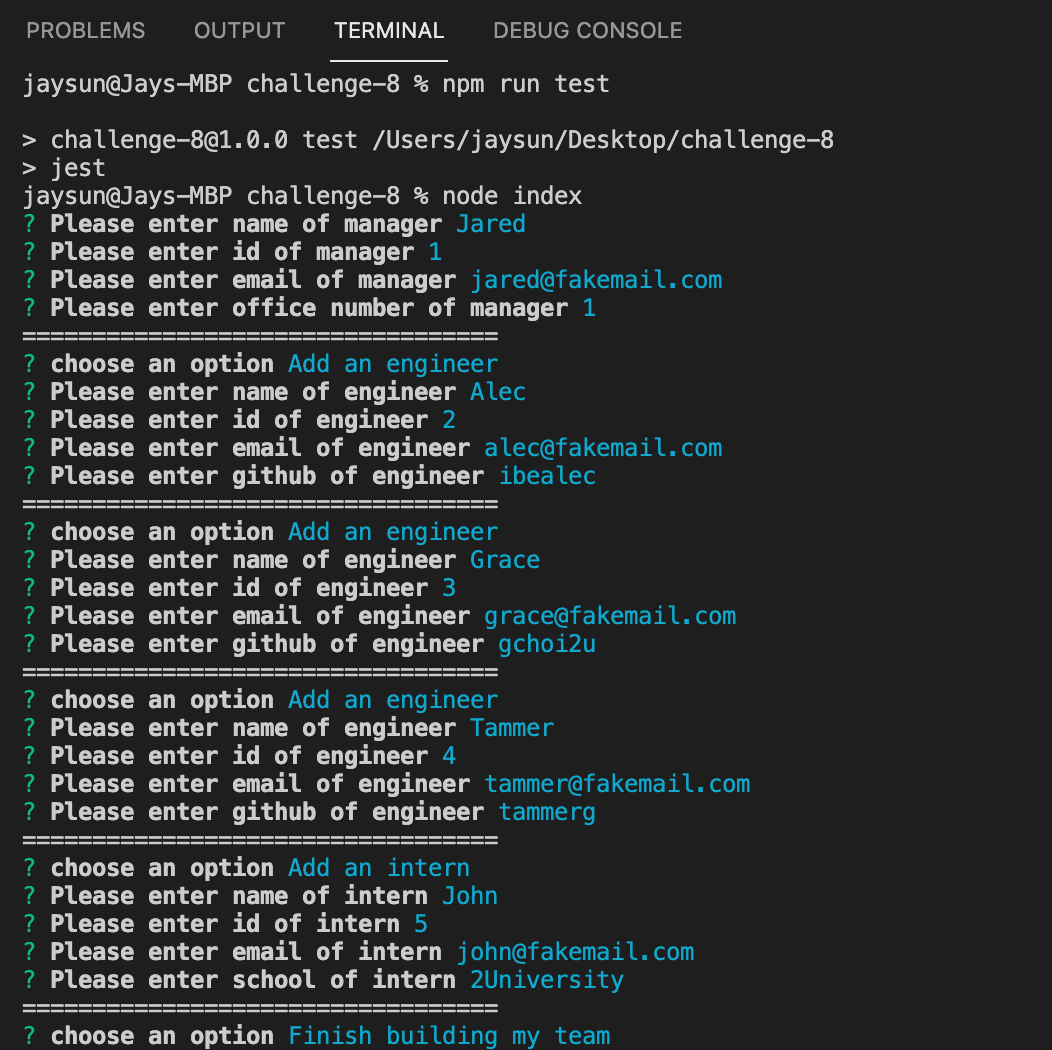 PROBLEMS OUTPUT TERMINAL DEBUG CONSOLE
jaysun@Jays-MBP challenge-8 % npm run test
> challenge-8@1.0.0 test /Users/jaysun/Desktop/challenge-8
> jest
jaysun@Jays-MBP challenge-8 % node index
? Please enter name of manager Jared
? Please enter id of manager 1
? Please enter email of manager jared@fakemail.com
? Please enter office number of manager 1
==================================
? choose an option Add an engineer
? Please enter name of engineer Alec
? Please enter id of engineer 2
? Please enter email of engineer alec@fakemail.com
? Please enter github of engineer ibealec
==================================
? choose an option Add an engineer
? Please enter name of engineer Grace
? Please enter id of engineer 3
? Please enter email of engineer grace@fakemail.com
? Please enter github of engineer gchoi2u
==================================
? choose an option Add an engineer
? Please enter name of engineer Tammer
? Please enter id of engineer 4
? Please enter email of engineer tammer@fakemail.com
? Please enter github of engineer tammerg
==================================
? choose an option Add an intern
? Please enter name of intern John
? Please enter id of intern 5
? Please enter email of intern john@fakemail.com
? Please enter school of intern 2University
==================================
? choose an option Finish building my team